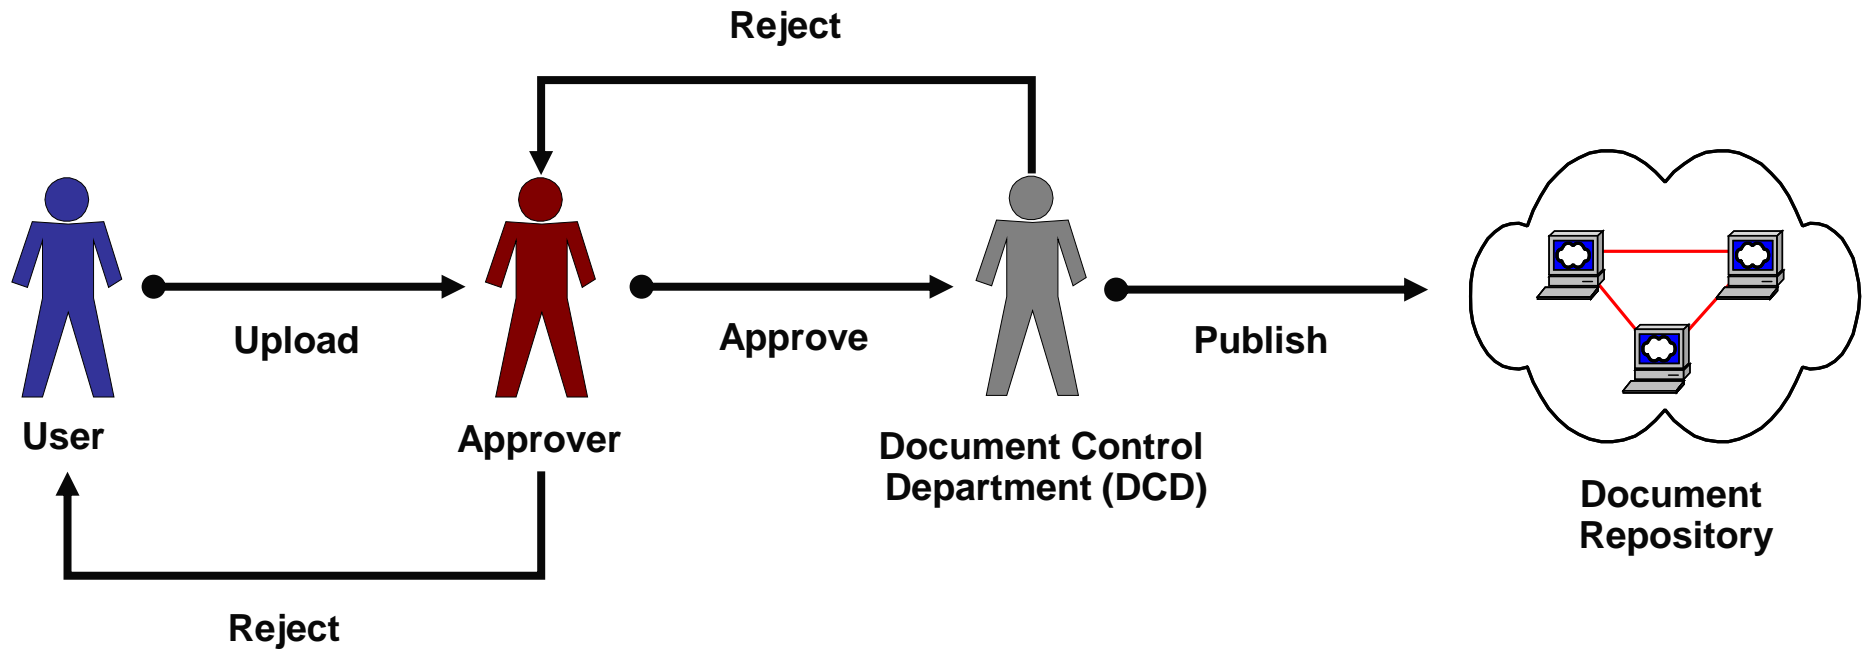 Reject
Upload
Approve
Publish
User
Approver
Document Control
Department (DCD)
Document
Repository
Reject